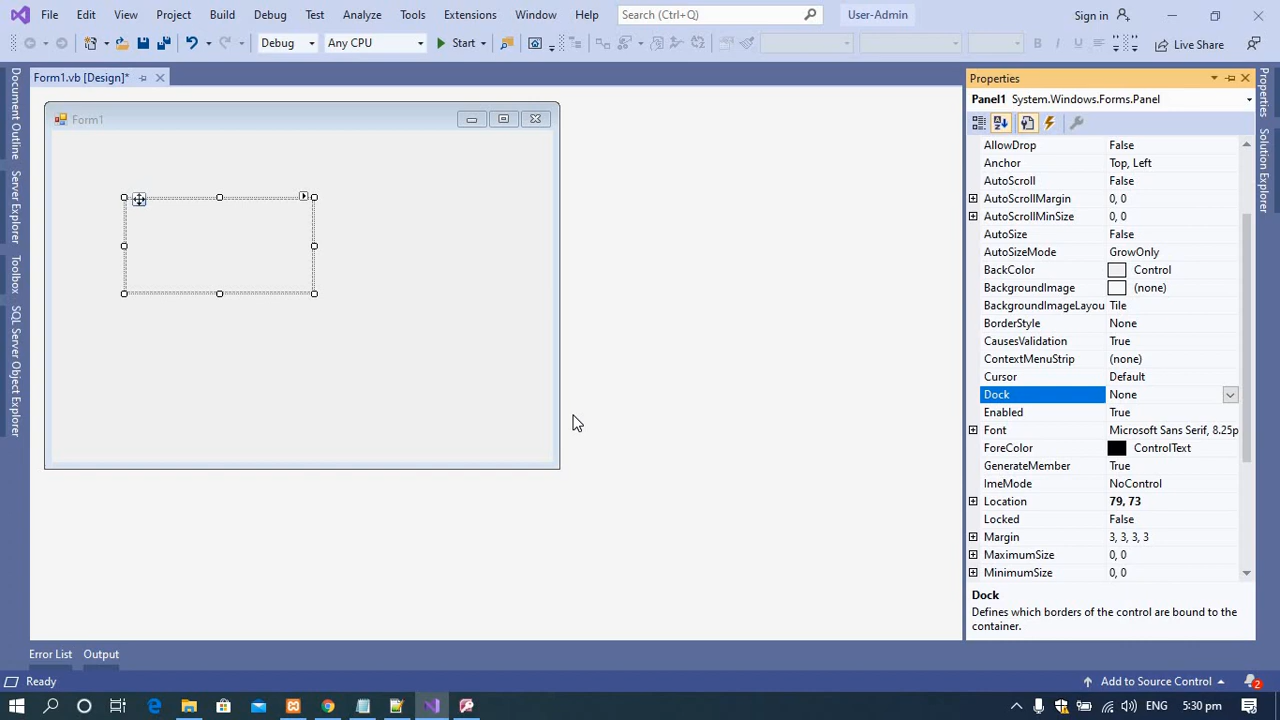 File Edit View Project Build Debug Test Analyze Tools Extensions Window Help Search (Ctrl+Q) User-Admin Sign in
Debug Any CPU Start Live Share
Form1.vb [Design]*
Document Outline
Server Explorer
Toolbox
SQL Server Object Explorer
Form1
Properties
Panel1 System.Windows.Forms.Panel
AllowDrop False
Anchor Top, Left
AutoScroll False
AutoScrollMargin 0, 0
AutoScrollMinSize 0, 0
AutoSize False
AutoSizeMode GrowOnly
BackColor Control
BackgroundImage (none)
BackgroundImageLayou Tile
BorderStyle None
CausesValidation True
ContextMenuStrip (none)
Cursor Default
Dock None
Enabled True
Font Microsoft Sans Serif, 8.25p
ForeColor ControlText
GenerateMember True
ImeMode NoControl
Location 79, 73
Locked False
Margin 3, 3, 3, 3
MaximumSize 0, 0
MinimumSize 0, 0
Dock
Defines which borders of the control are bound to the
container.
Properties
Solution Explorer
Error List Output
Ready Add to Source Control 2
ENG 5:30 pm